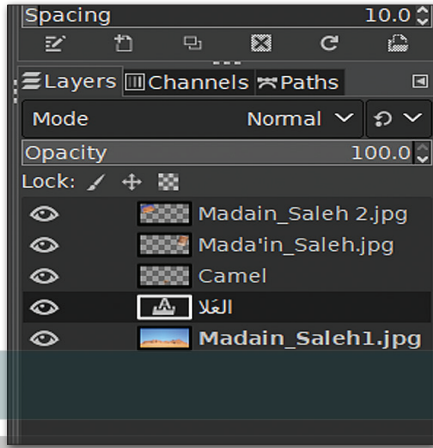 Spacing 10.0
Layers Channels Paths
Mode Normal
Opacity 100.0
Lock:
Madain_Saleh 2.jpg
Mada'in_Saleh.jpg
Camel
العَلا
Madain_Saleh1.jpg